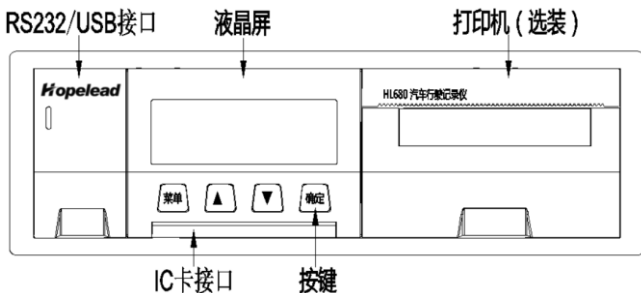 RS232/USB接口
液晶屏
打印机（选装）
Hopelead
HL680 汽车行驶记录仪
菜单
▲
▼
确定
IC卡接口
按键